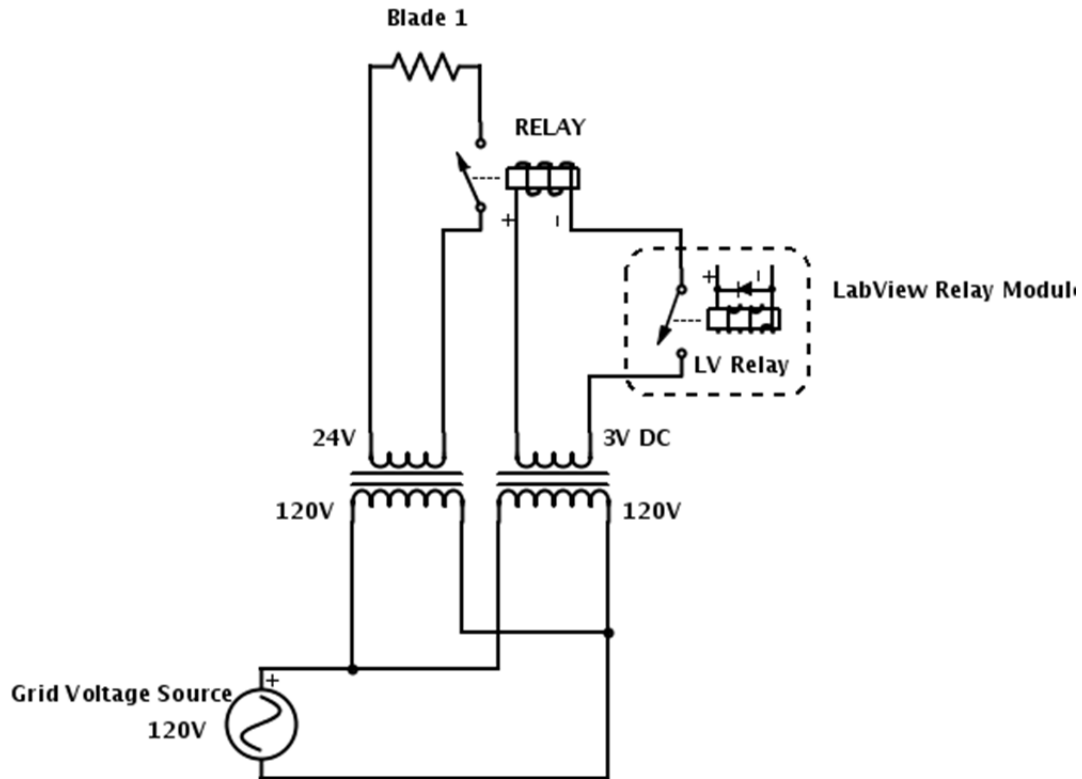 Blade 1
RELAY
+ −
+ −
LabView Relay Modul
LV Relay
24V
3V DC
120V
120V
+
Grid Voltage Source
120V